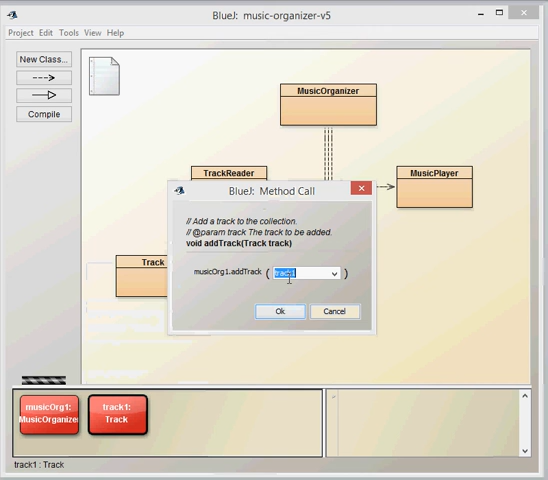 BlueJ: music-organizer-v5
Project Edit Tools View Help
New Class...
Compile
MusicOrganizer
TrackReader
MusicPlayer
Track
BlueJ: Method Call
// Add a track to the collection.
// @param track The track to be added.
void addTrack(Track track)
musicOrg1.addTrack ( track1 )
Ok Cancel
musicOrg1:
MusicOrganizer
track1:
Track
track1 : Track